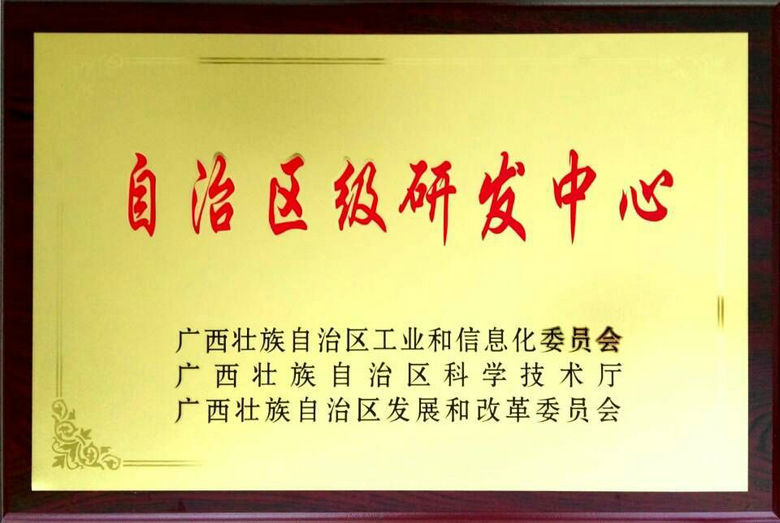 自治区级研发中心
广西壮族自治区工业和信息化委员会
广西壮族自治区科学技术厅
广西壮族自治区发展和改革委员会